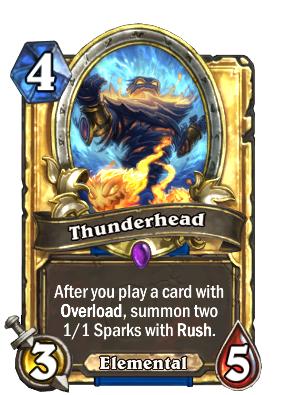 4
Thunderhead
After you play a card with
Overload, summon two
1/1 Sparks with Rush.
3
Elemental
5